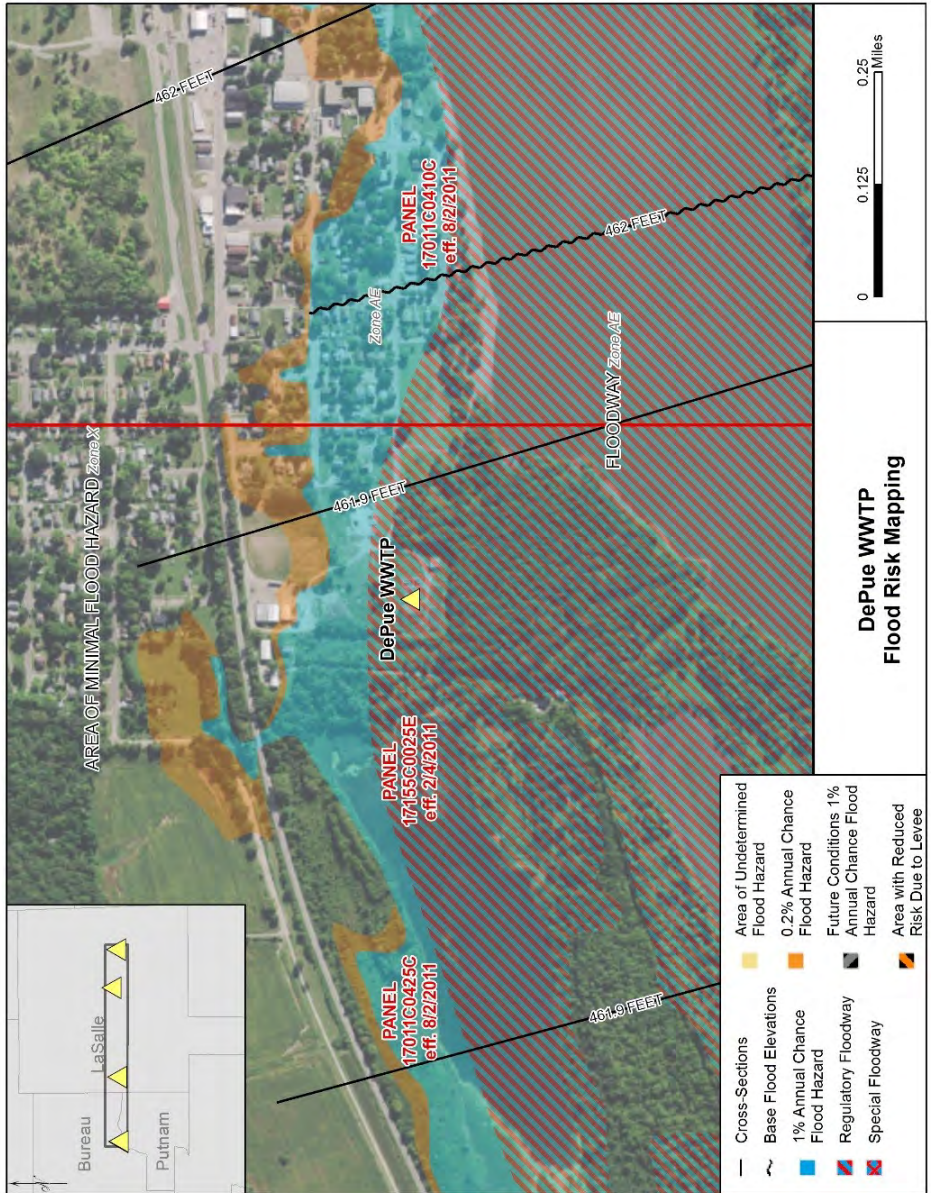 Bureau
LaSalle
Putnam
AREA OF MINIMAL FLOOD HAZARD Zone X
462 FEET
461.9 FEET
Zone AE
PANEL
17011C0410C
eff. 8/2/2011
462 FEET
FLOODWAY Zone AE
DePue WWTP
PANEL
17155C0025E
eff. 2/4/2011
PANEL
17011C0425C
eff. 8/2/2011
461.9 FEET
Cross-Sections
Base Flood Elevations
1% Annual Chance
Flood Hazard
Regulatory Floodway
Special Floodway
Area of Undetermined
Flood Hazard
0.2% Annual Chance
Flood Hazard
Future Conditions 1%
Annual Chance Flood
Hazard
Area with Reduced
Risk Due to Levee
DePue WWTP
Flood Risk Mapping
0 0.125 0.25
Miles